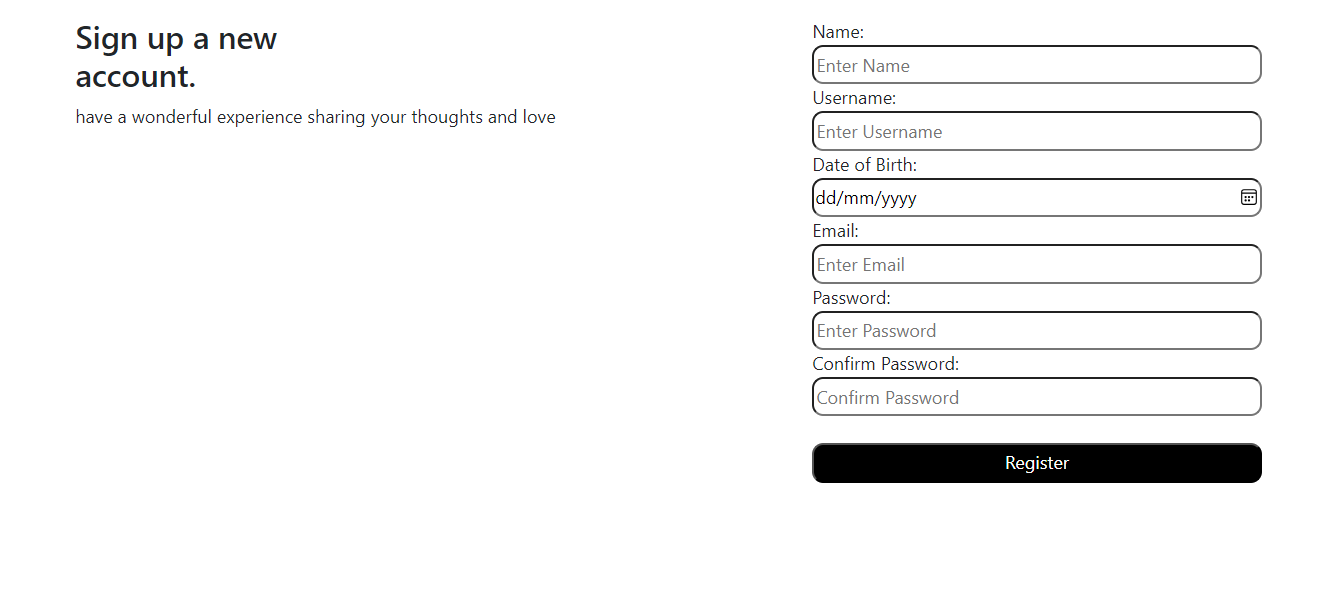 Sign up a new
account.
have a wonderful experience sharing your thoughts and love
Name:
Enter Name
Username:
Enter Username
Date of Birth:
dd/mm/yyyy
Email:
Enter Email
Password:
Enter Password
Confirm Password:
Confirm Password
Register